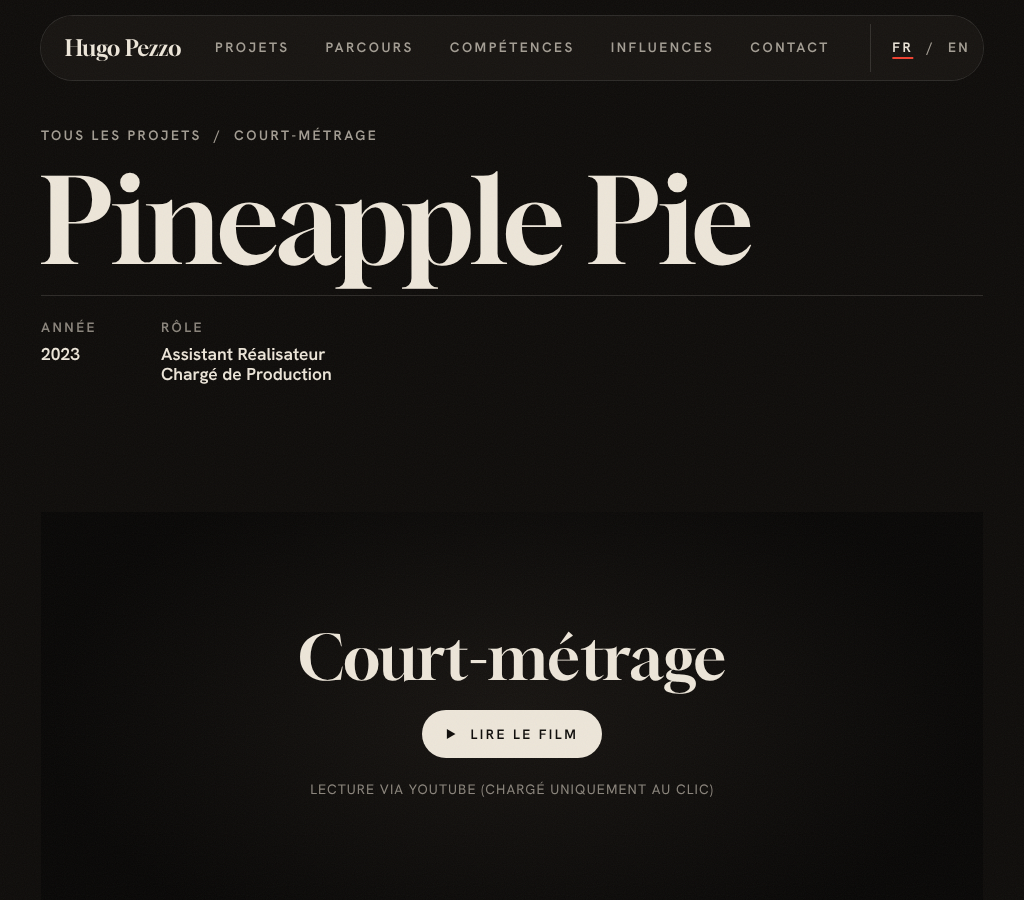 Hugo Pezzo PROJETS PARCOURS COMPÉTENCES INFLUENCES CONTACT FR / EN
TOUS LES PROJETS / COURT-MÉTRAGE
Pineapple Pie
ANNÉE RÔLE
2023 Assistant Réalisateur
Chargé de Production
Court-métrage
LIRE LE FILM
LECTURE VIA YOUTUBE (CHARGÉ UNIQUEMENT AU CLIC)